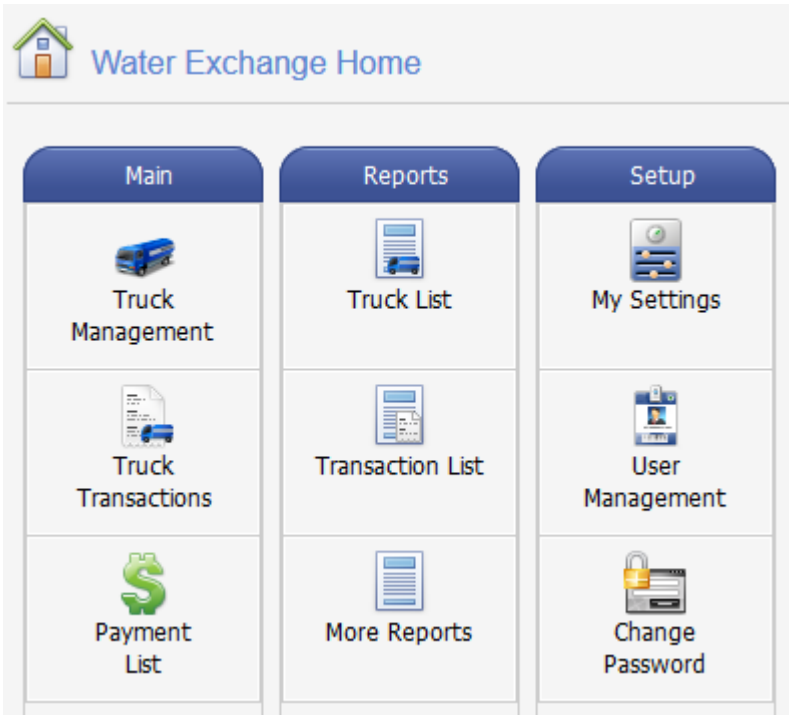 Water Exchange Home
Main
Truck
Management
Truck
Transactions
Payment
List
Reports
Truck List
Transaction List
More Reports
Setup
My Settings
User
Management
Change
Password